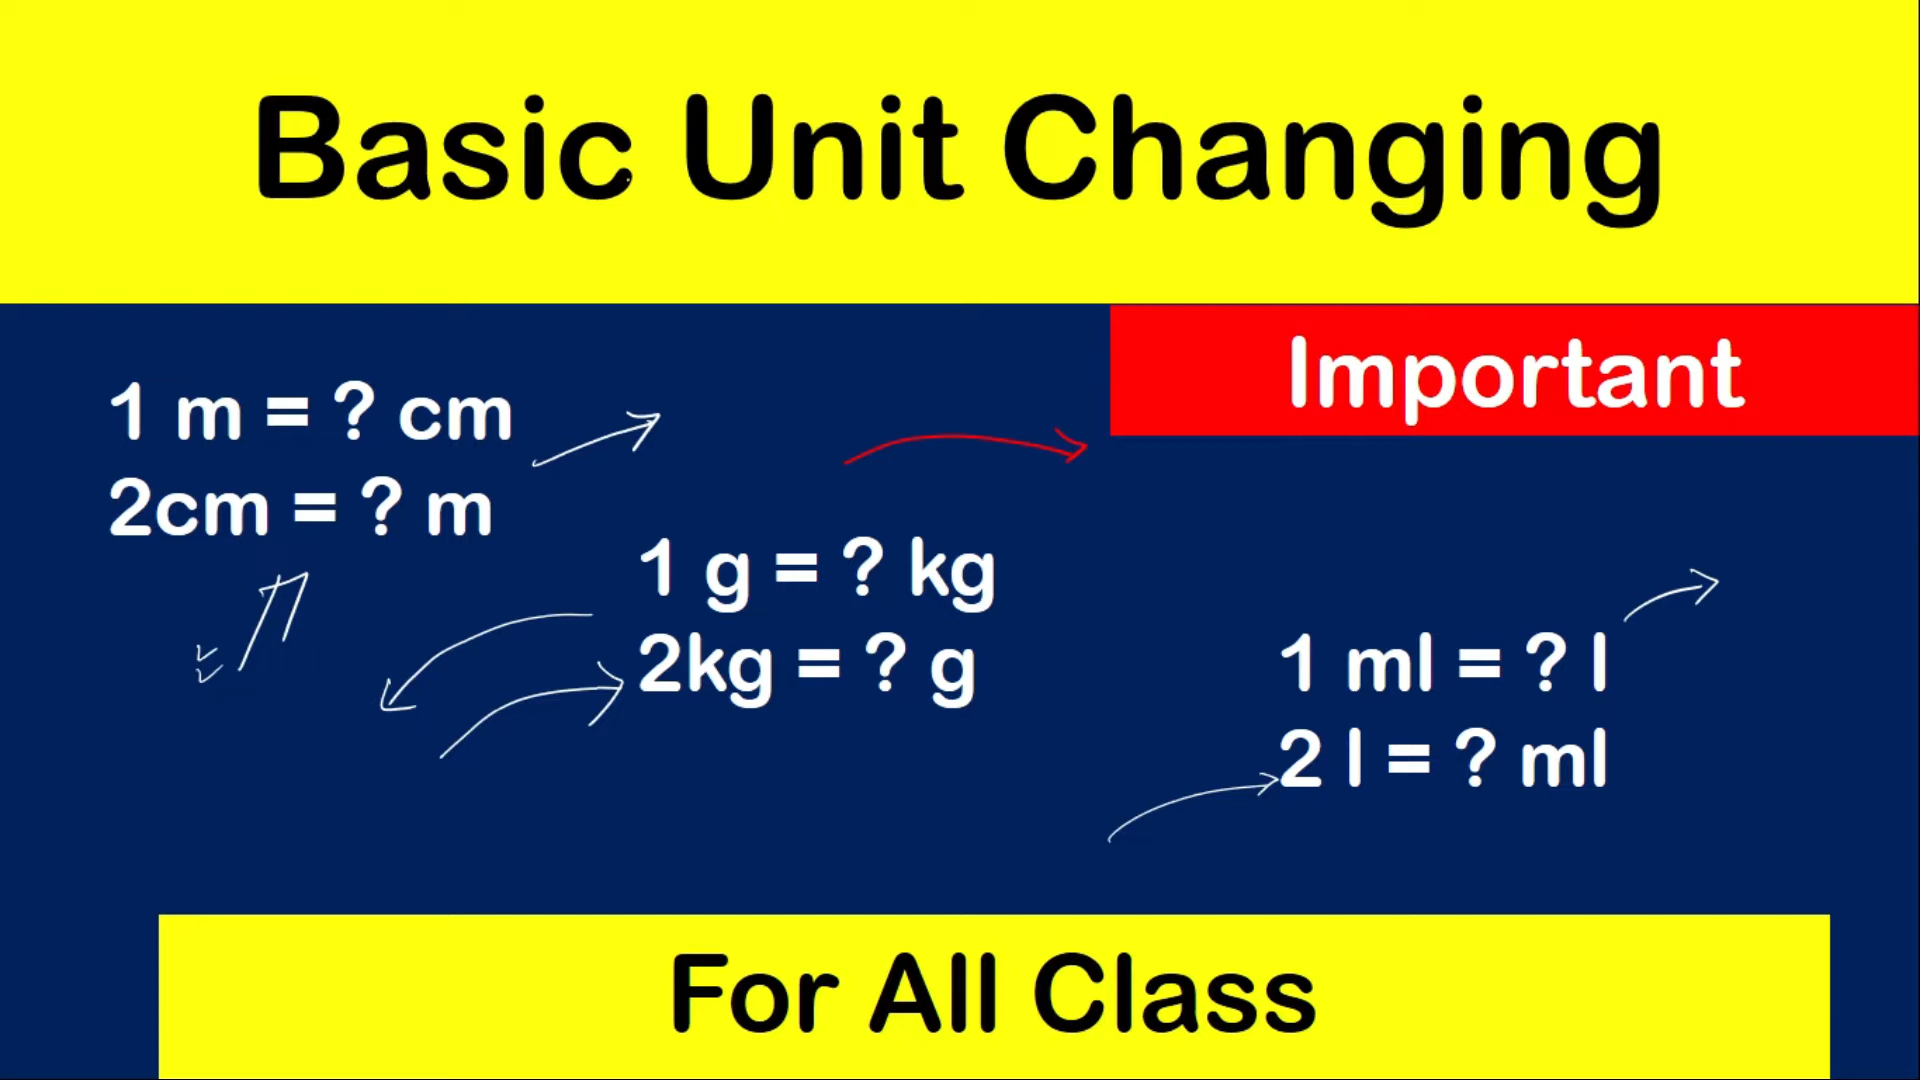 Basic Unit Changing
Important
1 m = ? cm
2cm = ? m
1 g = ? kg
2kg = ? g
1 ml = ? l
2 l = ? ml
For All Class